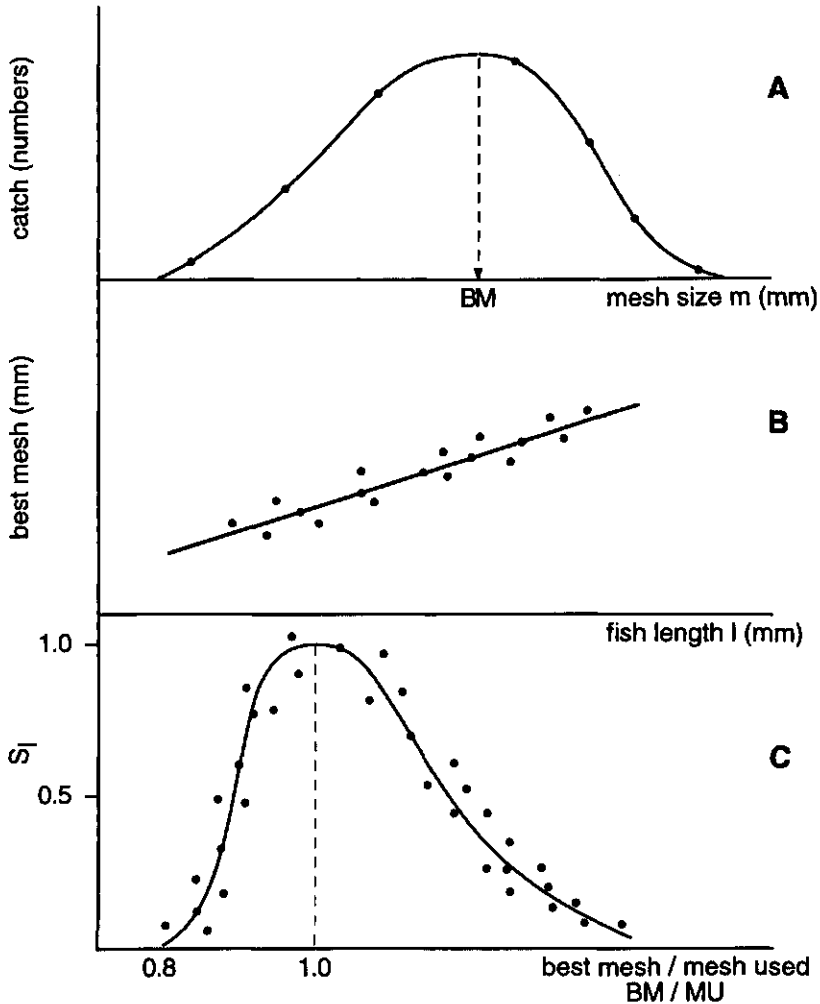 catch (numbers)
A
BM
mesh size m (mm)
best mesh (mm)
B
fish length l (mm)
1.0
Sl
0.5
C
0.8
1.0
best mesh / mesh used
BM / MU